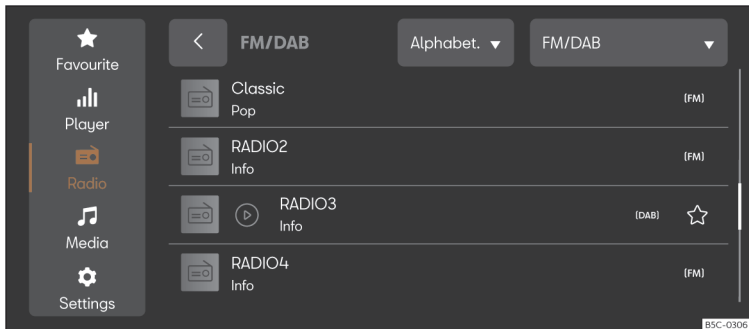 Favourite
Player
Radio
Media
Settings
FM/DAB
Alphabet.
FM/DAB
Classic
Pop
(FM)
RADIO2
Info
(FM)
RADIO3
Info
(DAB)
RADIO4
Info
(FM)
B5C-0306